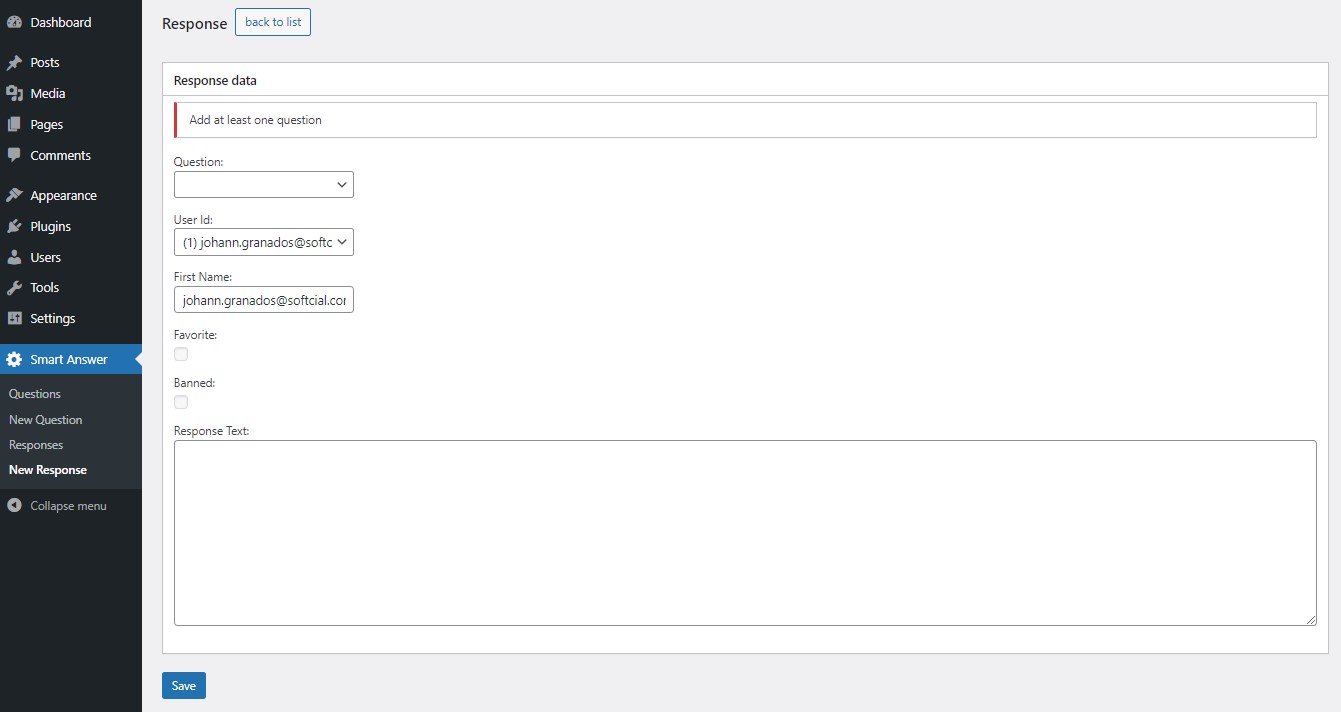 Dashboard
Posts
Media
Pages
Comments
Appearance
Plugins
Users
Tools
Settings
Smart Answer
Questions
New Question
Responses
New Response
Collapse menu
Response back to list
Response data
Add at least one question
Question:
User Id:
(1) johann.granados@softc
First Name:
johann.granados@softcial.cor
Favorite:
Banned:
Response Text:
Save